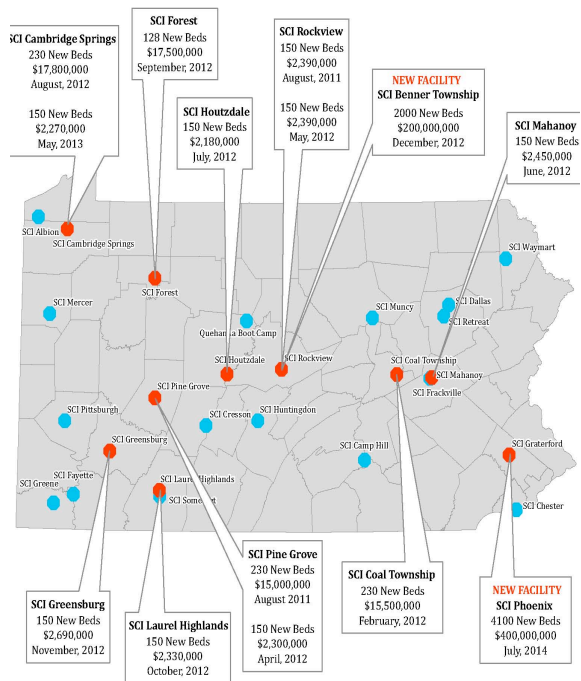 SCI Cambridge Springs
230 New Beds
$17,800,000
August, 2012
150 New Beds
$2,270,000
May, 2013
SCI Forest
128 New Beds
$17,500,000
September, 2012
SCI Houtzdale
150 New Beds
$2,180,000
July, 2012
SCI Rockview
150 New Beds
$2,390,000
August, 2011
150 New Beds
$2,390,000
May, 2012
NEW FACILITY
SCI Benner Township
2000 New Beds
$200,000,000
December, 2012
SCI Mahanoy
150 New Beds
$2,450,000
June, 2012
SCI Albion
SCI Cambridge Springs
SCI Waymart
SCI Forest
SCI Mercer
SCI Muncy
SCI Dallas
SCI Retreat
Quehanna Boot Camp
SCI Houtzdale
SCI Rockview
SCI Coal Township
SCI Mahanoy
SCI Frackville
SCI Pine Grove
SCI Pittsburgh
SCI Cresson
SCI Huntingdon
SCI Greensburg
SCI Camp Hill
SCI Graterford
SCI Fayette
SCI Greene
SCI Laurel Highlands
SCI Somerset
SCI Chester
SCI Greensburg
150 New Beds
$2,690,000
November, 2012
SCI Laurel Highlands
150 New Beds
$2,330,000
October, 2012
SCI Pine Grove
230 New Beds
$15,000,000
August 2011
150 New Beds
$2,300,000
April, 2012
SCI Coal Township
230 New Beds
$15,500,000
February, 2012
NEW FACILITY
SCI Phoenix
4100 New Beds
$400,000,000
July, 2014